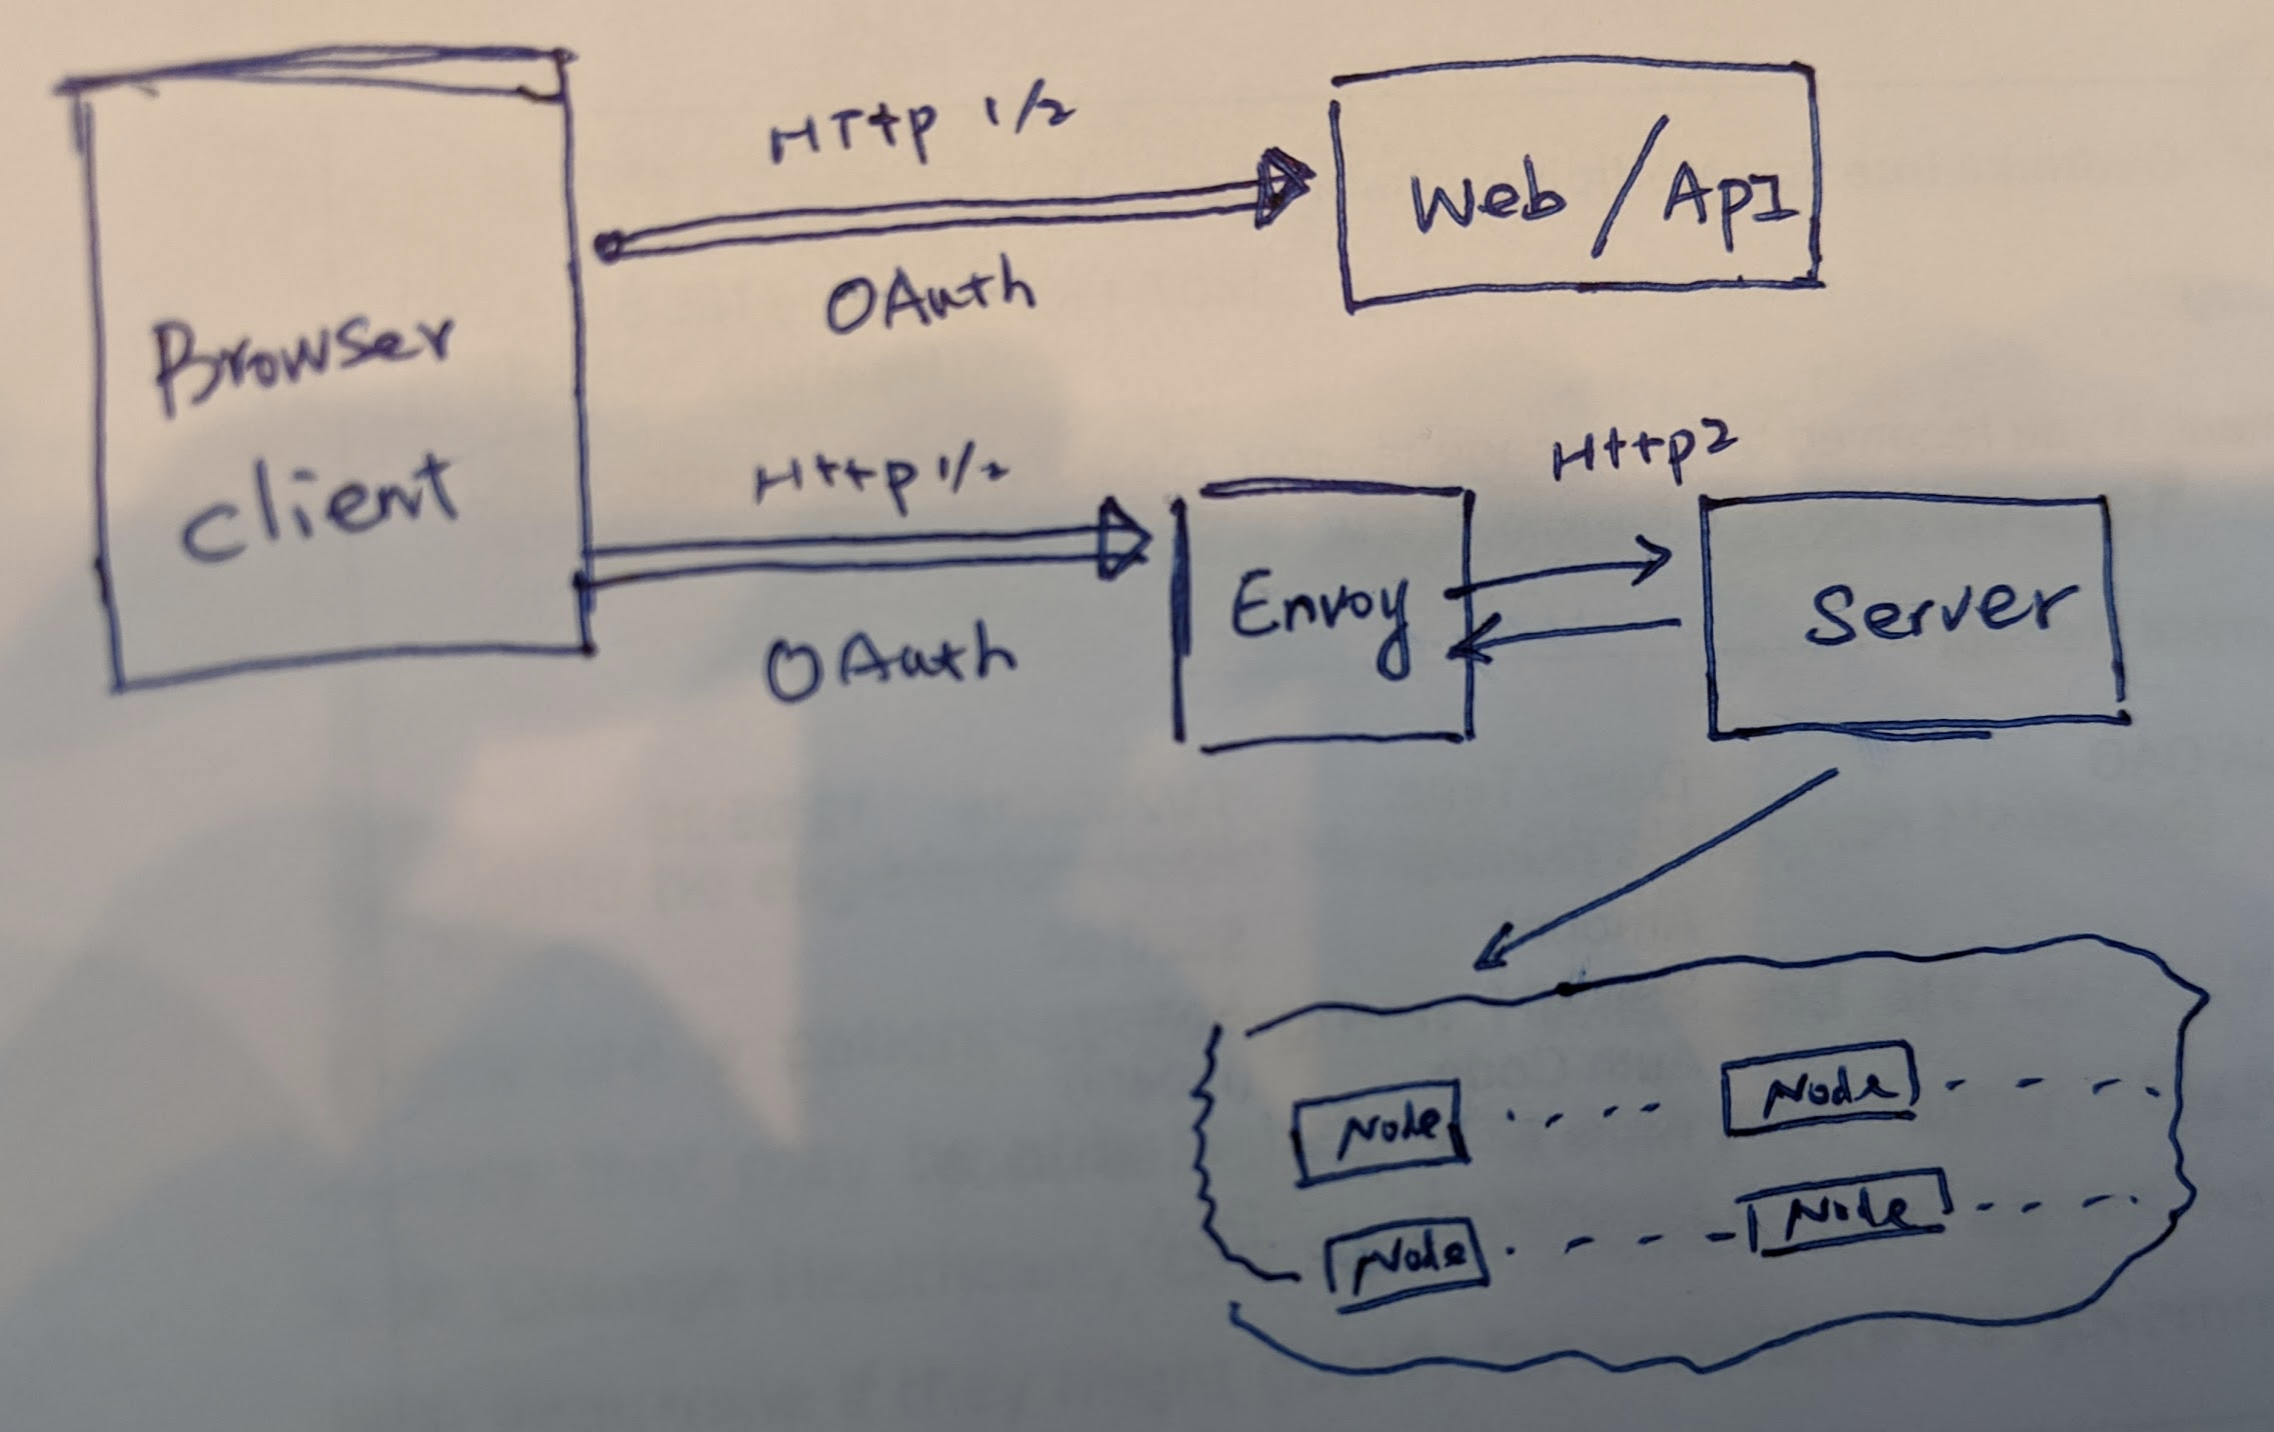 HTTP 1/2
Web / API
OAuth
Browser
client
Http 1/2
OAuth
Envoy
Http2
Server
Node
Node
Node
Node